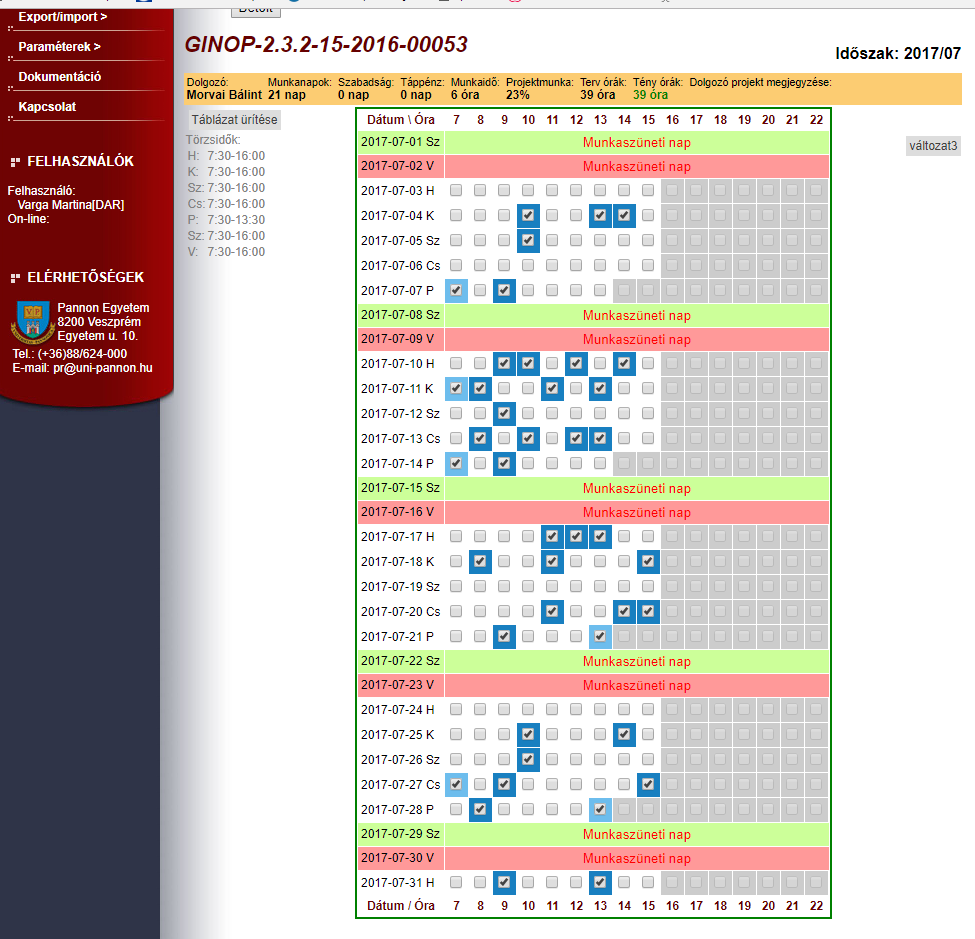 Export/import >
Paraméterek >
Dokumentáció
Kapcsolat
FELHASZNÁLÓK
Felhasználó:
Varga Martina[DAR]
On-line:
ELÉRHETŐSÉGEK
Pannon Egyetem
8200 Veszprém
Egyetem u. 10.
Tel.: (+36)88/624-000
E-mail: pr@uni-pannon.hu
Betölt
GINOP-2.3.2-15-2016-00053
Időszak: 2017/07
Dolgozó: Munkanapok: Szabadság: Táppénz: Munkaidő: Projektmunka: Terv órák: Tény órák: Dolgozó projekt megjegyzése:
Morvai Bálint 21 nap 0 nap 0 nap 6 óra 23% 39 óra 39 óra
Táblázat ürítése
Törzsidők:
H: 7:30-16:00
K: 7:30-16:00
Sz: 7:30-16:00
Cs: 7:30-16:00
P: 7:30-13:30
Sz: 7:30-16:00
V: 7:30-16:00
változat3
Dátum \ Óra 7 8 9 10 11 12 13 14 15 16 17 18 19 20 21 22
2017-07-01 Sz Munkaszüneti nap
2017-07-02 V Munkaszüneti nap
2017-07-03 H
2017-07-04 K
2017-07-05 Sz
2017-07-06 Cs
2017-07-07 P
2017-07-08 Sz Munkaszüneti nap
2017-07-09 V Munkaszüneti nap
2017-07-10 H
2017-07-11 K
2017-07-12 Sz
2017-07-13 Cs
2017-07-14 P
2017-07-15 Sz Munkaszüneti nap
2017-07-16 V Munkaszüneti nap
2017-07-17 H
2017-07-18 K
2017-07-19 Sz
2017-07-20 Cs
2017-07-21 P
2017-07-22 Sz Munkaszüneti nap
2017-07-23 V Munkaszüneti nap
2017-07-24 H
2017-07-25 K
2017-07-26 Sz
2017-07-27 Cs
2017-07-28 P
2017-07-29 Sz Munkaszüneti nap
2017-07-30 V Munkaszüneti nap
2017-07-31 H
Dátum / Óra 7 8 9 10 11 12 13 14 15 16 17 18 19 20 21 22